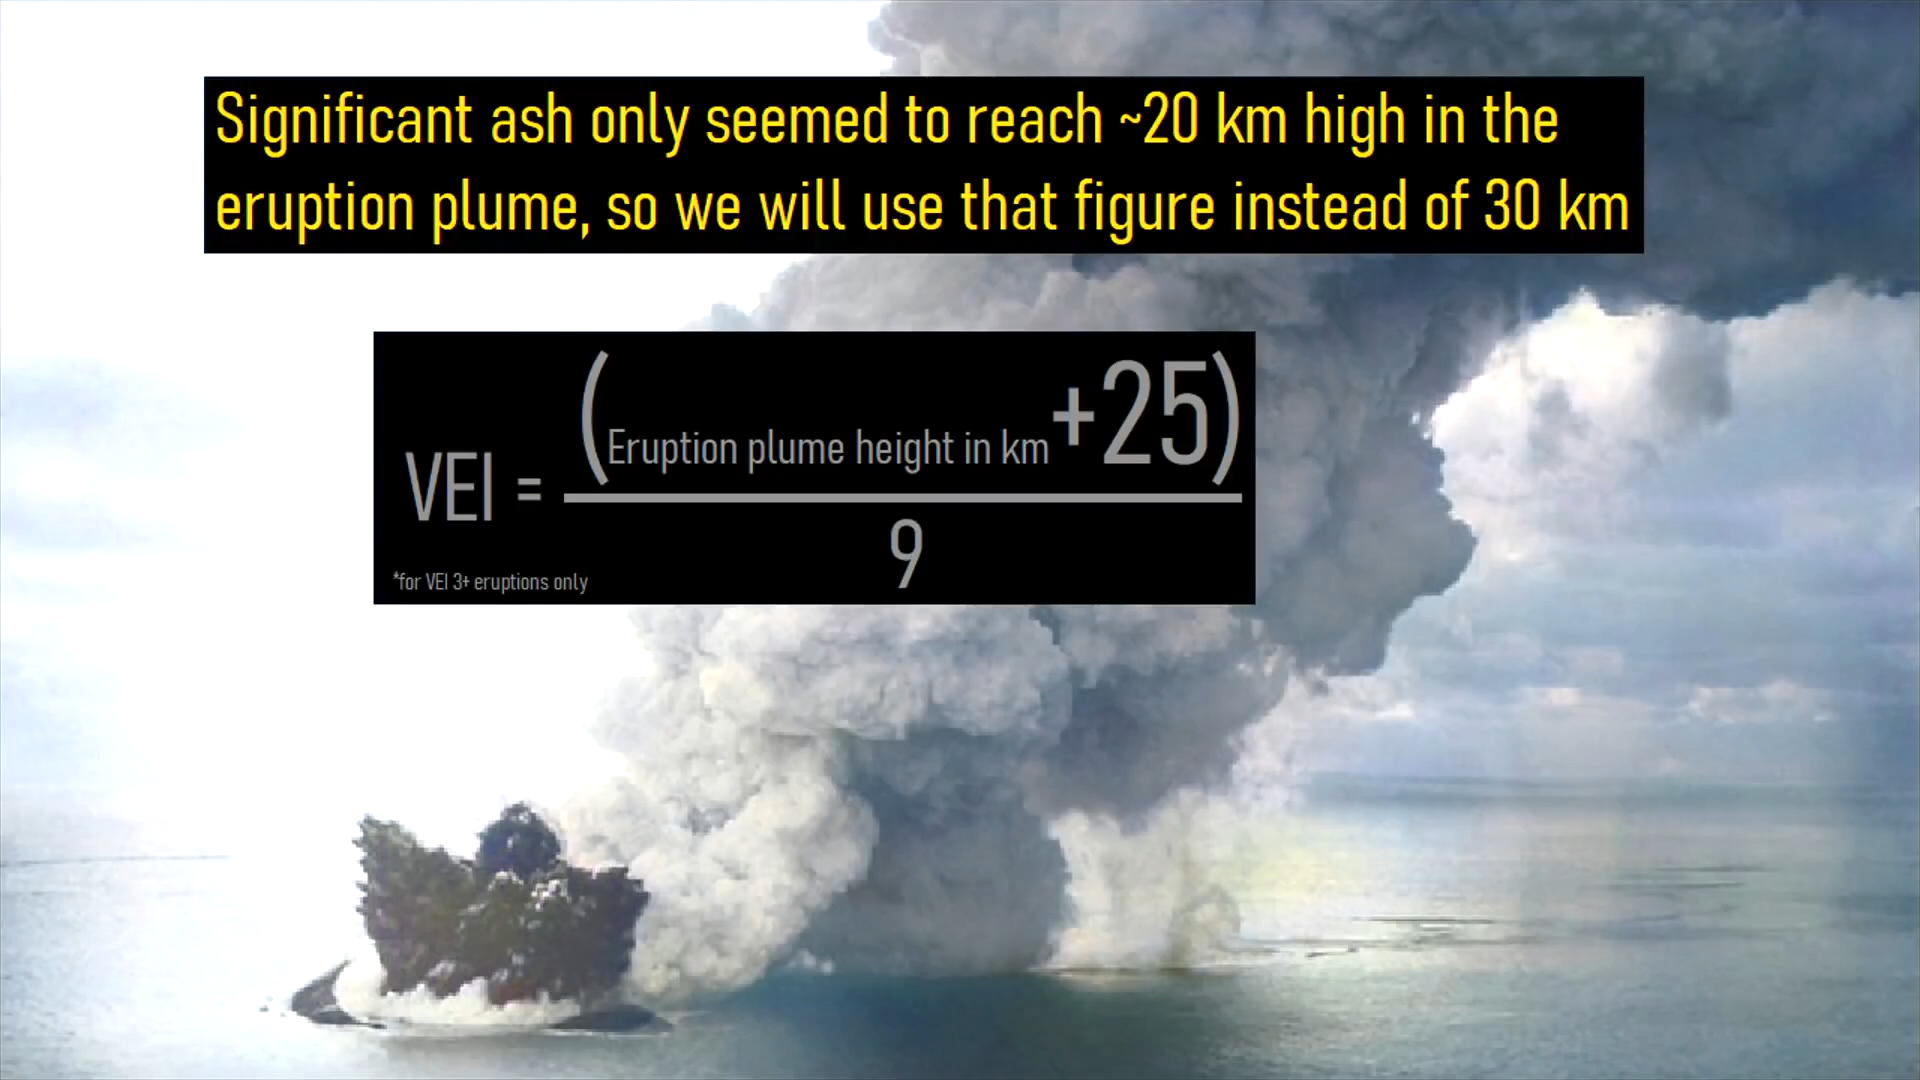 Significant ash only seemed to reach ~20 km high in the
eruption plume, so we will use that figure instead of 30 km
(Eruption plume height in km +25)
VEI =
9
*for VEI 3+ eruptions only